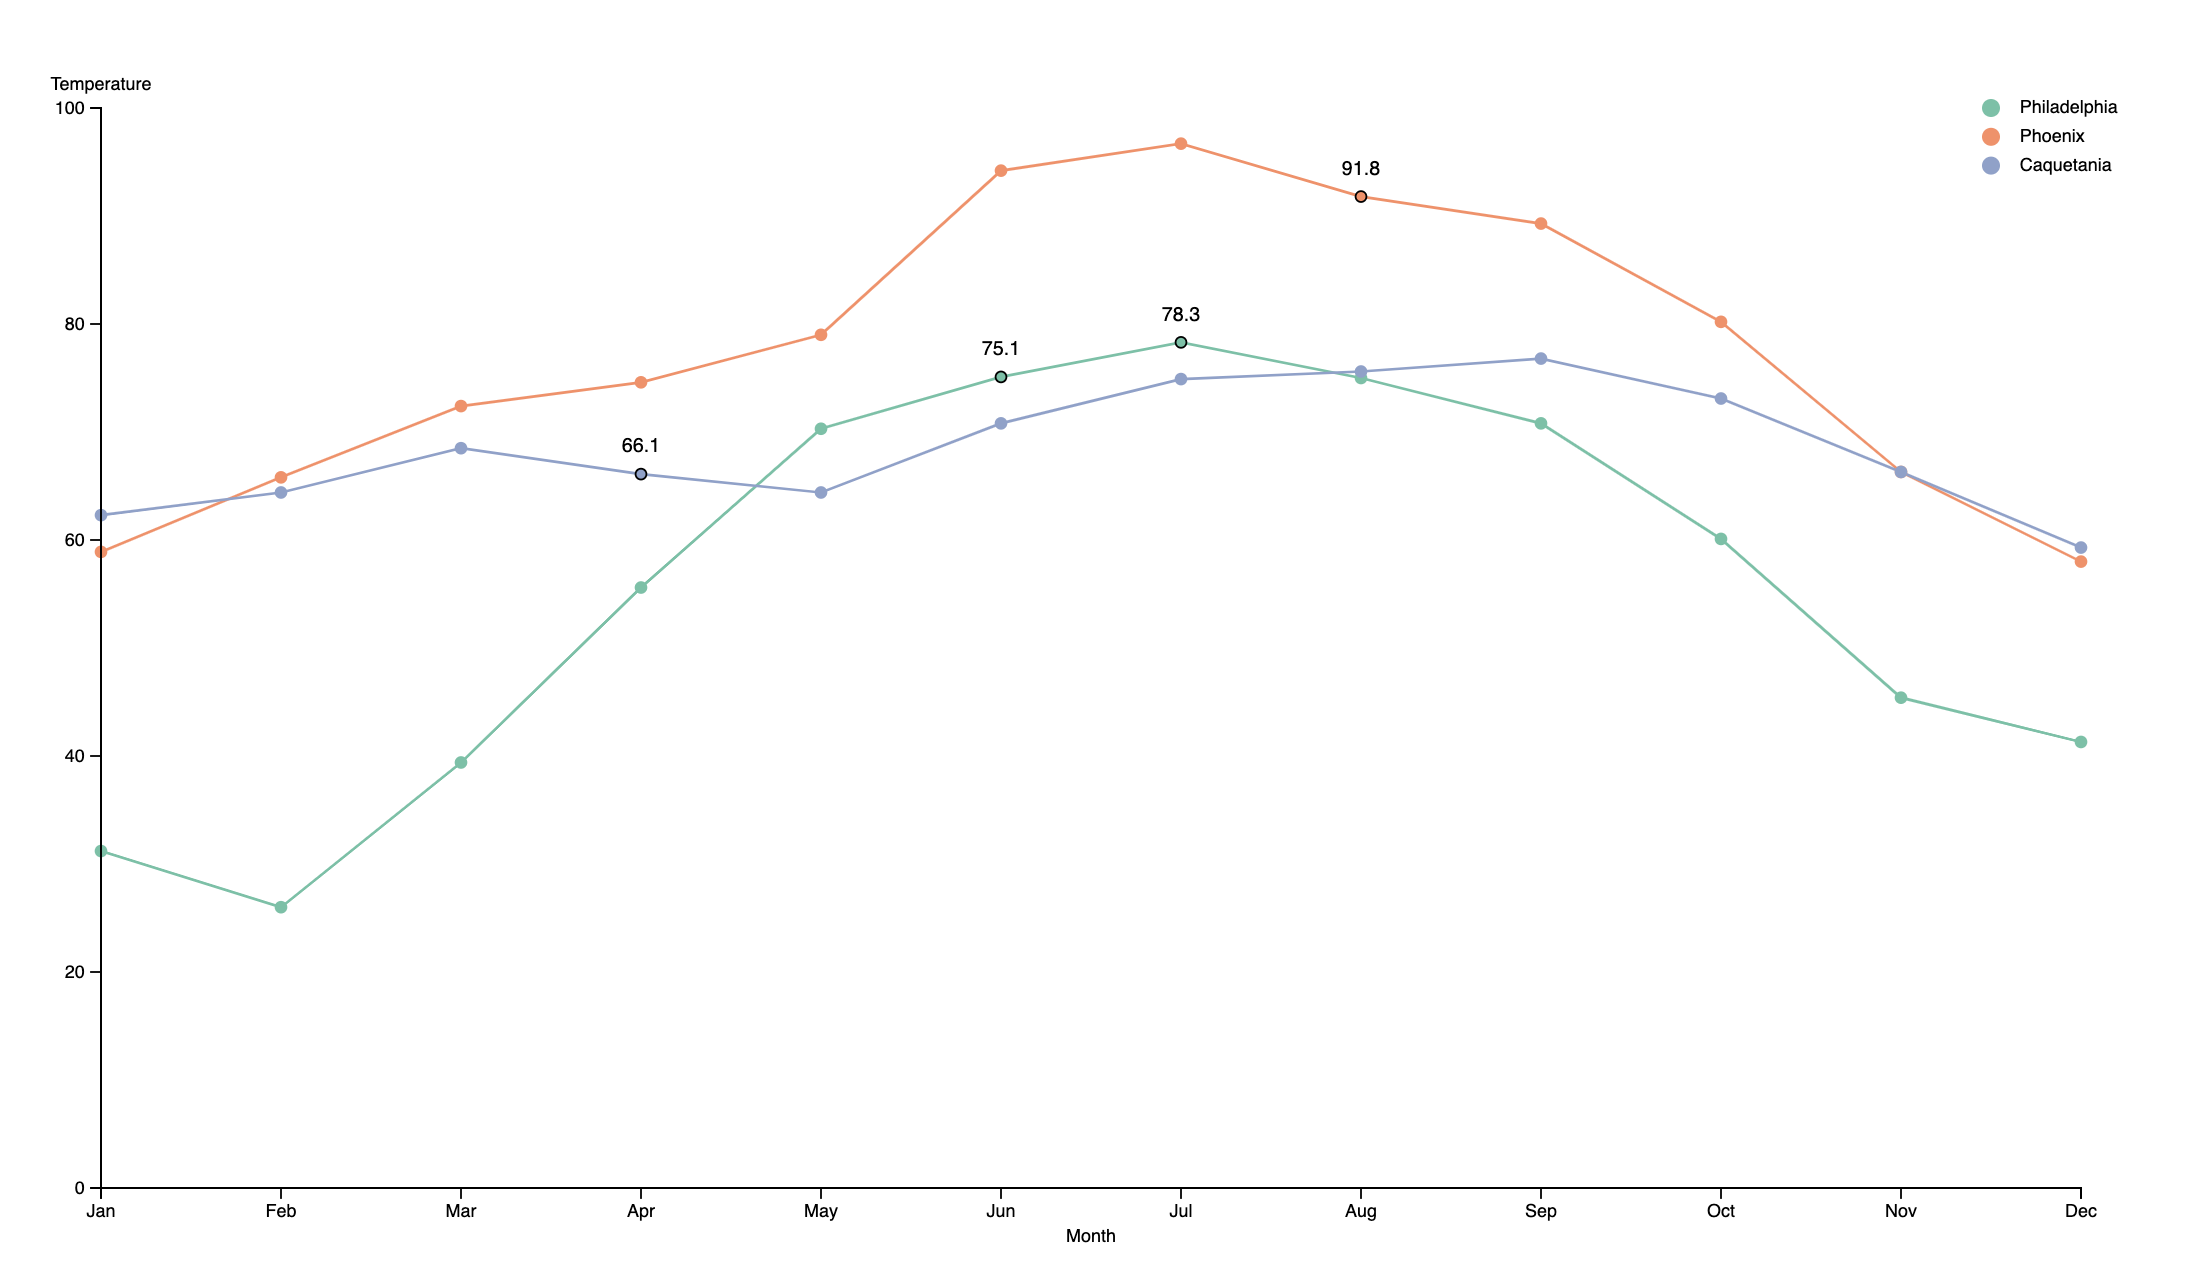 Temperature
100
80
60
40
20
0
Philadelphia
Phoenix
Caquetania
91.8
78.3
75.1
66.1
Jan Feb Mar Apr May Jun Jul Aug Sep Oct Nov Dec
Month